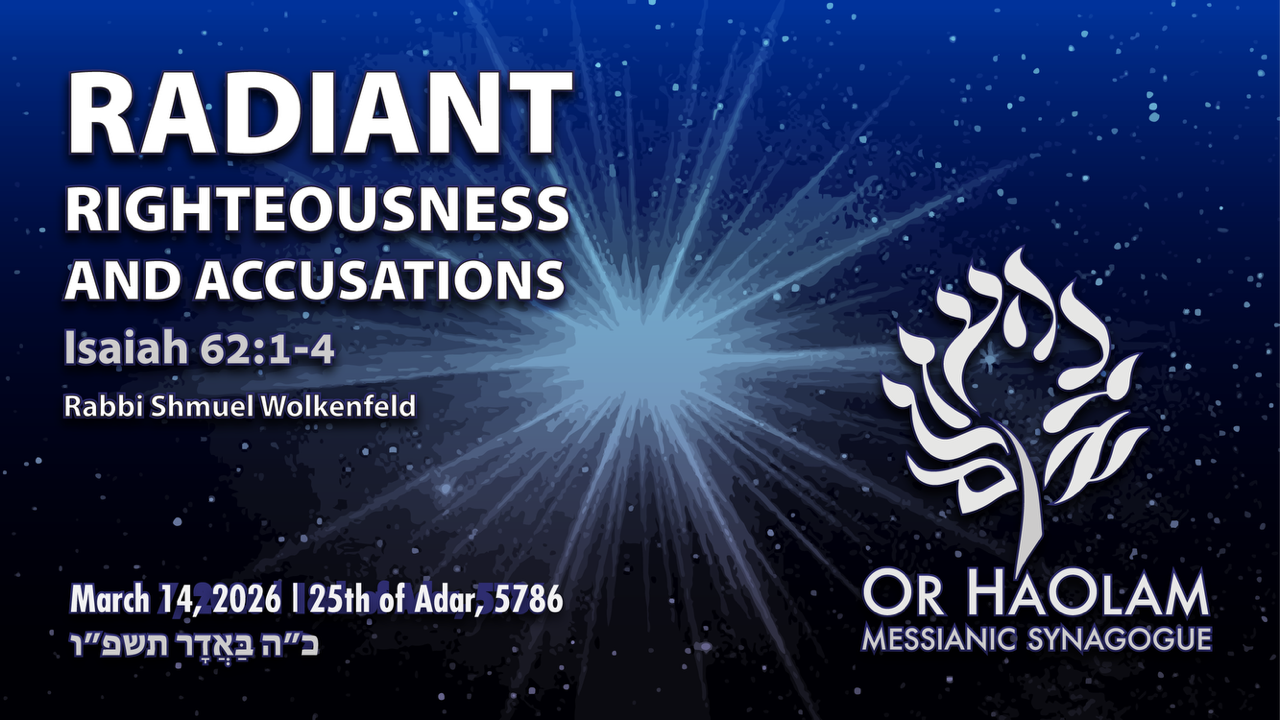 RADIANT
RIGHTEOUSNESS
AND ACCUSATIONS
Isaiah 62:1-4
Rabbi Shmuel Wolkenfeld
March 14, 2026 | 25th of Adar, 5786
כ״ה בַּאֲדָר תשפ״ו
OR HAOLAM
MESSIANIC SYNAGOGUE